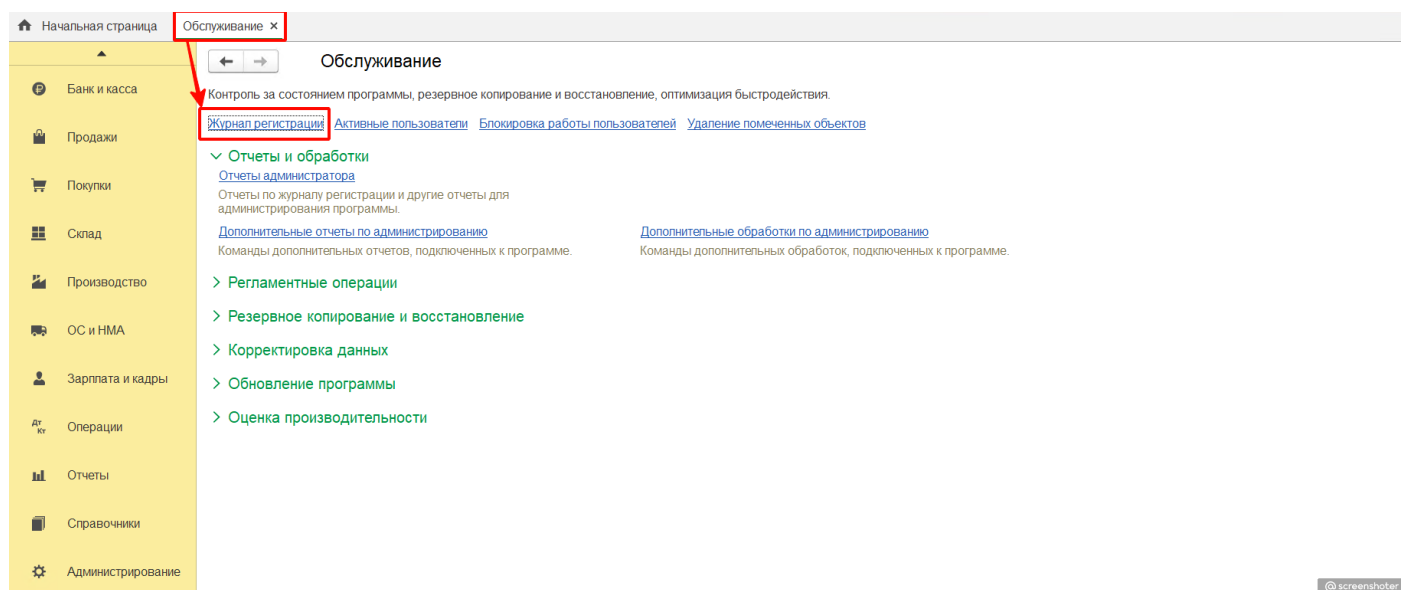 Начальная страница
Обслуживание ×
Обслуживание
Банк и касса
Контроль за состоянием программы, резервное копирование и восстановление, оптимизация быстродействия.
Журнал регистрации Активные пользователи Блокировка работы пользователей Удаление помеченных объектов
Продажи
Отчеты и обработки
Отчеты администратора
Покупки
Отчеты по журналу регистрации и другие отчеты для
администрирования программы.
Склад
Дополнительные отчеты по администрированию
Дополнительные обработки по администрированию
Команды дополнительных отчетов, подключенных к программе.
Команды дополнительных обработок, подключенных к программе.
Производство
Регламентные операции
Резервное копирование и восстановление
ОС и НМА
Корректировка данных
Зарплата и кадры
Обновление программы
Дт
Кт
Операции
Оценка производительности
Отчеты
Справочники
Администрирование
@screenshoter